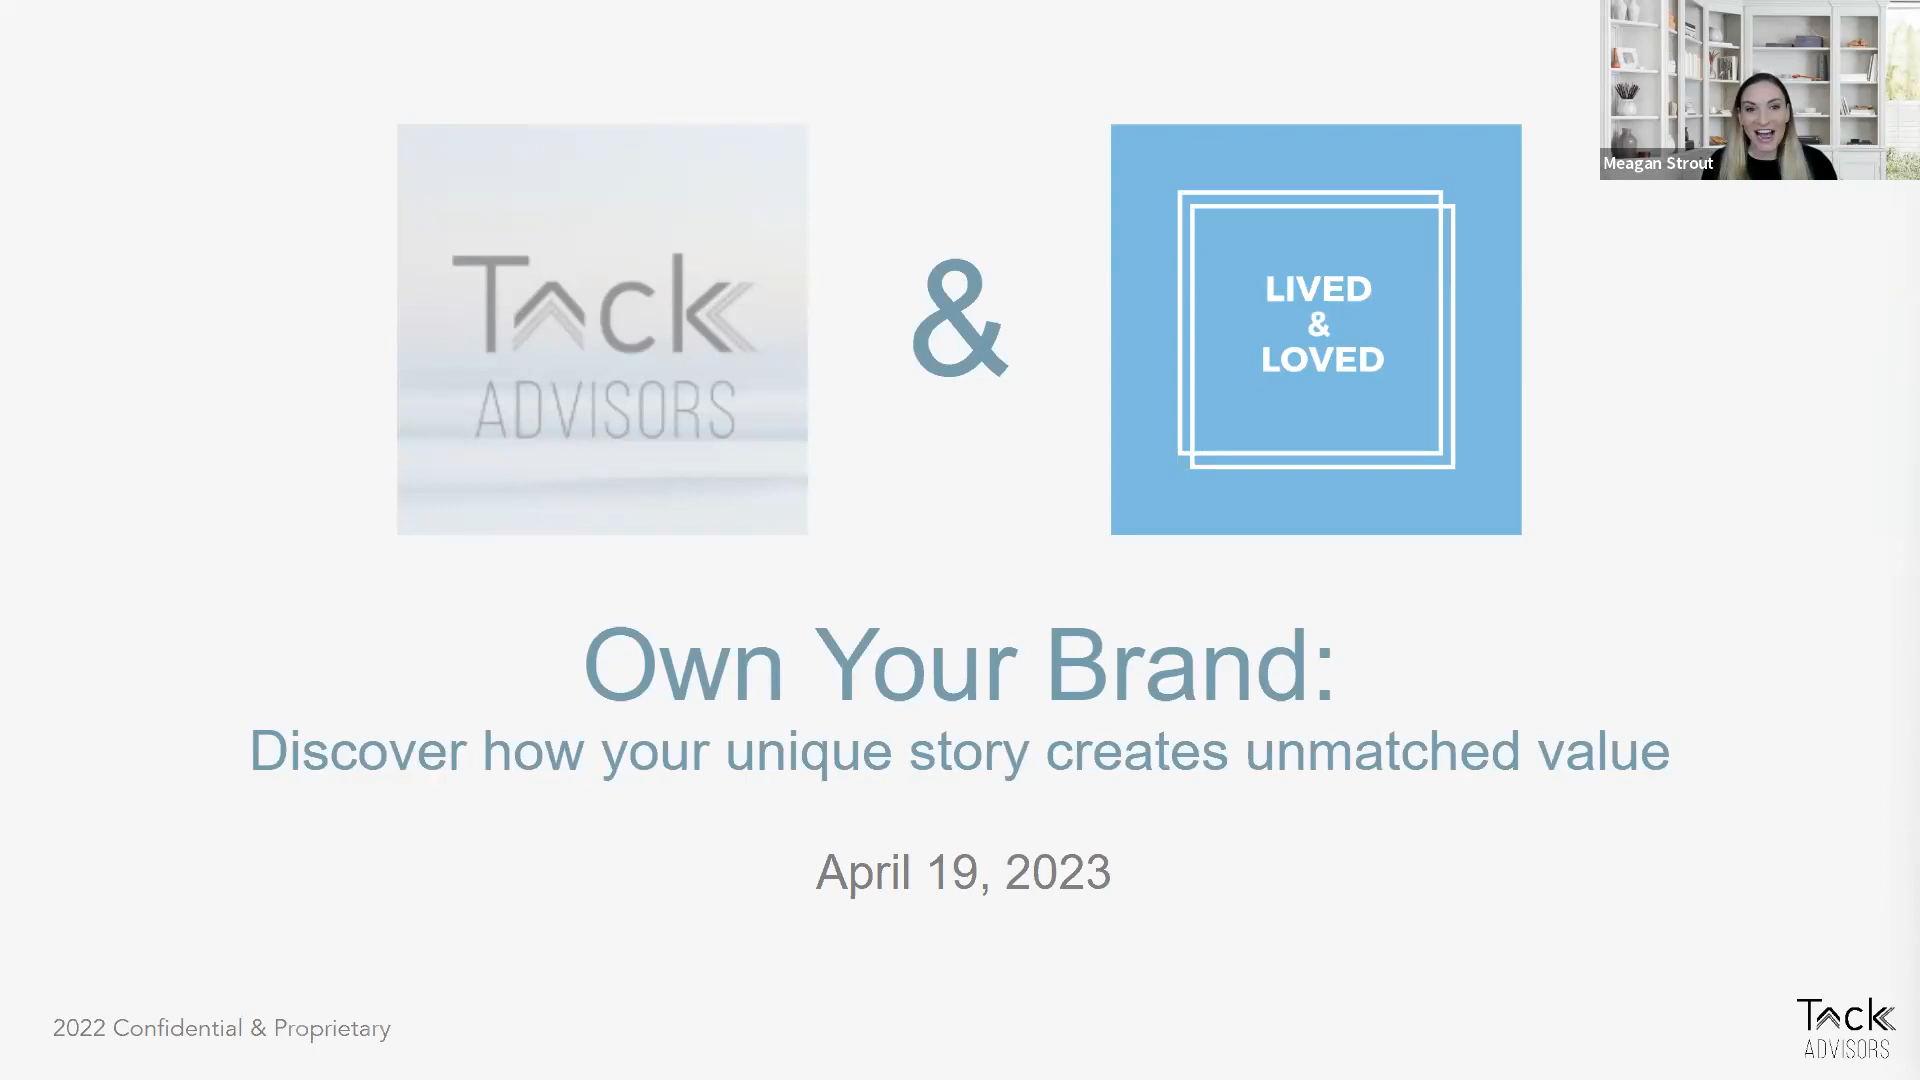 Meagan Strout
Tack
ADVISORS
&
LIVED
&
LOVED
Own Your Brand:
Discover how your unique story creates unmatched value
April 19, 2023
2022 Confidential & Proprietary
Tack
ADVISORS